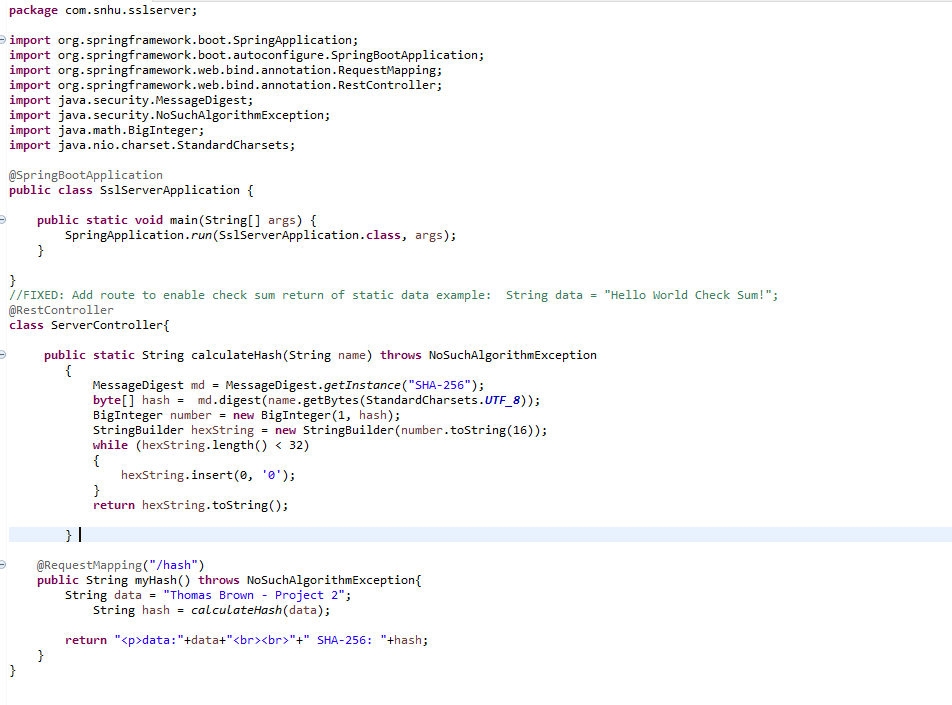 package com.snhu.sslserver;
import org.springframework.boot.SpringApplication;
import org.springframework.boot.autoconfigure.SpringBootApplication;
import org.springframework.web.bind.annotation.RequestMapping;
import org.springframework.web.bind.annotation.RestController;
import java.security.MessageDigest;
import java.security.NoSuchAlgorithmException;
import java.math.BigInteger;
import java.nio.charset.StandardCharsets;
@SpringBootApplication
public class SslServerApplication {
    public static void main(String[] args) {
        SpringApplication.run(SslServerApplication.class, args);
    }
}
//FIXED: Add route to enable check sum return of static data example:  String data = "Hello World Check Sum!";
@RestController
class ServerController{
     public static String calculateHash(String name) throws NoSuchAlgorithmException
        {
            MessageDigest md = MessageDigest.getInstance("SHA-256");
            byte[] hash =  md.digest(name.getBytes(StandardCharsets.UTF_8));
            BigInteger number = new BigInteger(1, hash);
            StringBuilder hexString = new StringBuilder(number.toString(16));
            while (hexString.length() < 32)
            {
                hexString.insert(0, '0');
            }
            return hexString.toString();
        }
    @RequestMapping("/hash")
    public String myHash() throws NoSuchAlgorithmException{
        String data = "Thomas Brown - Project 2";
            String hash = calculateHash(data);
        return "<p>data:"+data+"<br><br>"+" SHA-256: "+hash;
    }
}